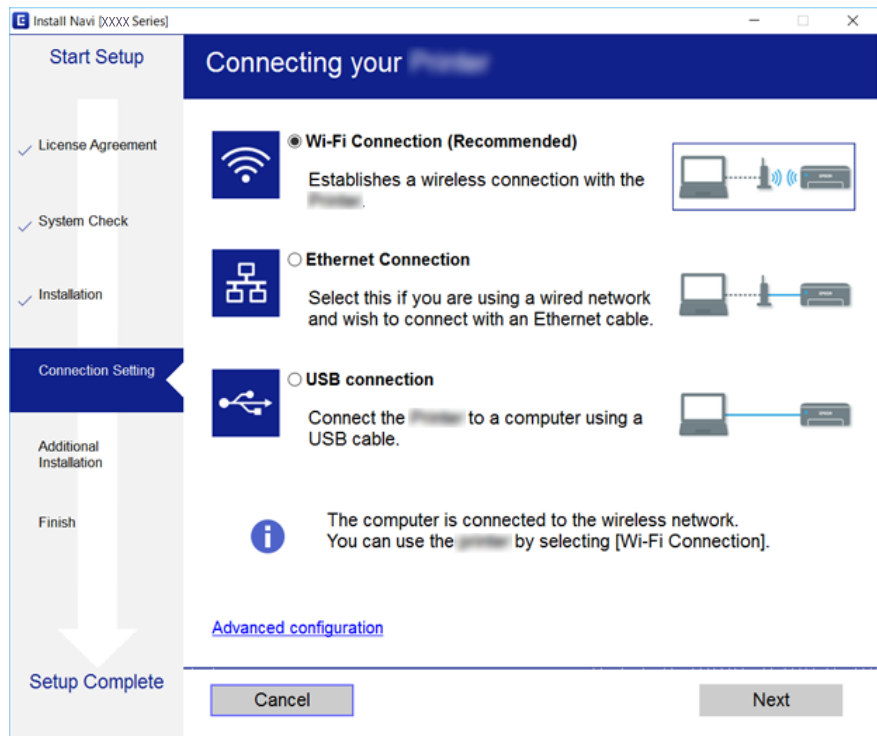 E Install Navi [XXXX Series]
Start Setup
License Agreement
System Check
Installation
Connection Setting
Additional
Installation
Finish
Setup Complete
Connecting your
Wi-Fi Connection (Recommended)
Establishes a wireless connection with the
.
Ethernet Connection
Select this if you are using a wired network
and wish to connect with an Ethernet cable.
USB connection
Connect the to a computer using a
USB cable.
The computer is connected to the wireless network.
You can use the by selecting [Wi-Fi Connection].
Advanced configuration
Cancel
Next
EPSON
EPSON
EPSON